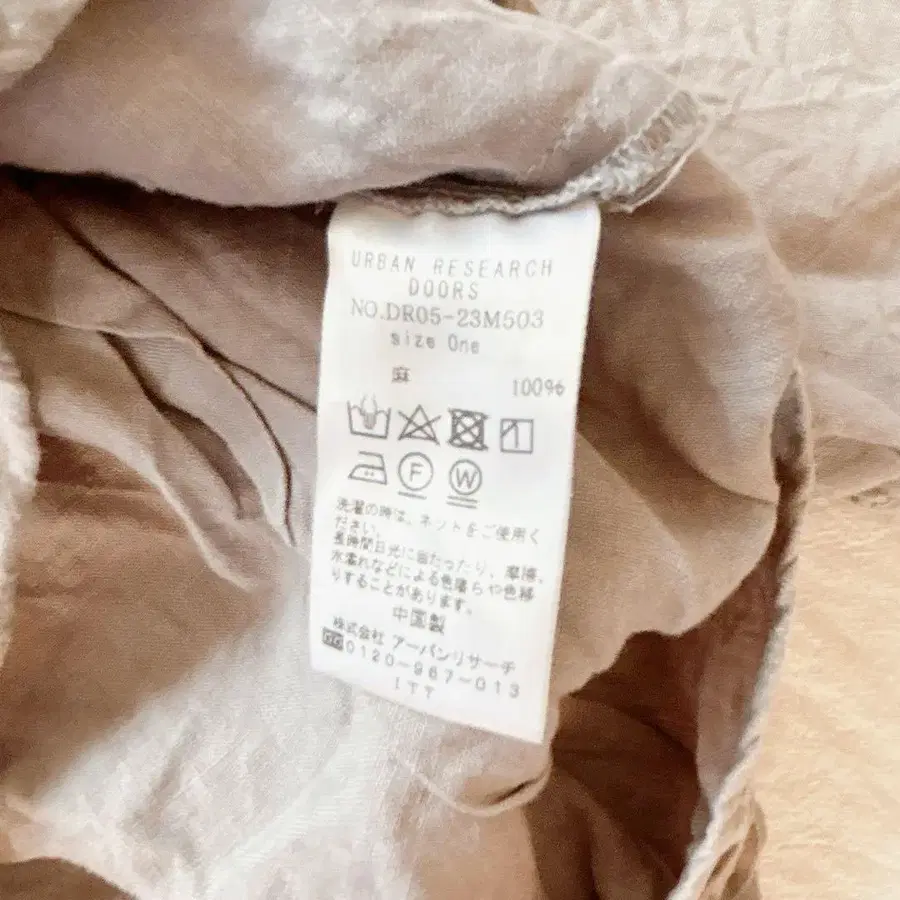 URBAN RESEARCH
DOORS
NO.DR05-23M503
size One
麻 100%
F W
洗濯の時は、ネットをご使用く
ださい。
長時間日光に当たったり、摩擦、
水濡れなどによる色落ちや色移
りすることがあります。
中国製
株式会社 アーバンリサーチ
0120-967-013
ITY